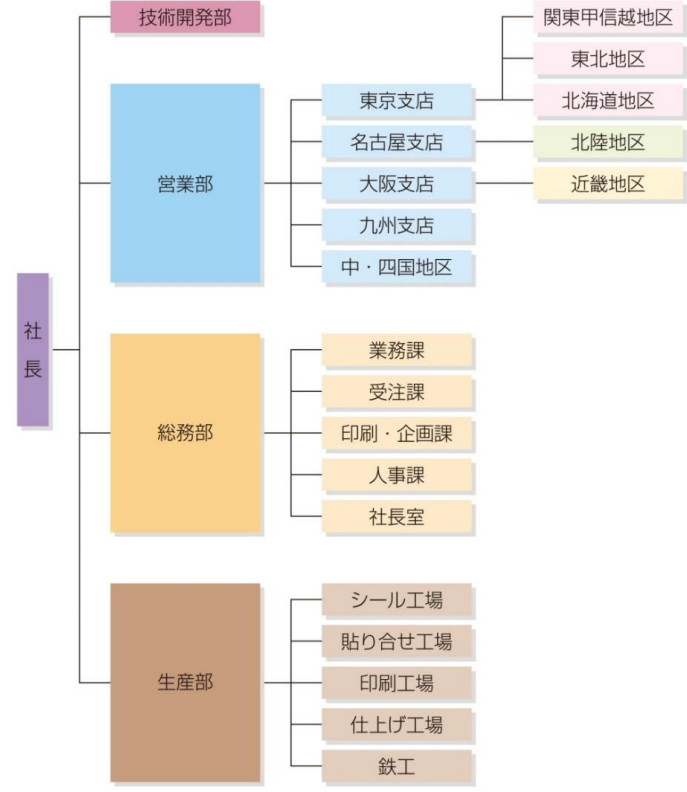 社長
技術開発部
営業部
東京支店
関東甲信越地区
東北地区
北海道地区
名古屋支店
北陸地区
大阪支店
近畿地区
九州支店
中・四国地区
総務部
業務課
受注課
印刷・企画課
人事課
社長室
生産部
シール工場
貼り合せ工場
印刷工場
仕上げ工場
鉄工